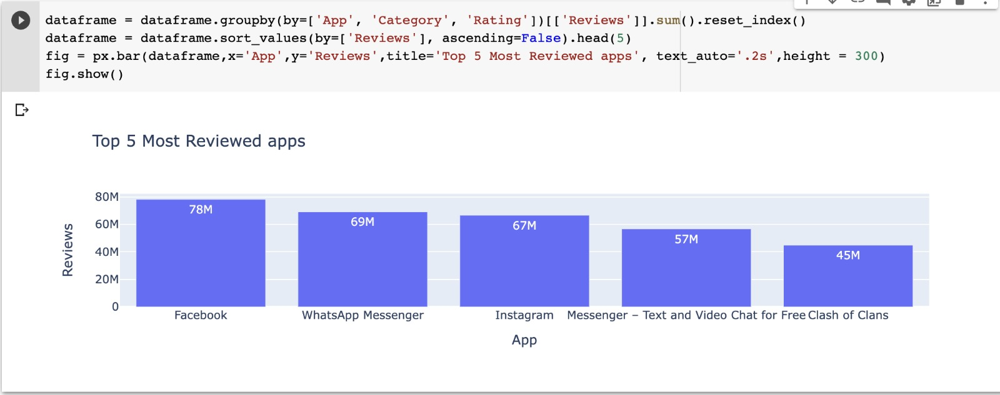 dataframe = dataframe.groupby(by=['App', 'Category', 'Rating'])[['Reviews']].sum().reset_index()
dataframe = dataframe.sort_values(by=['Reviews'], ascending=False).head(5)
fig = px.bar(dataframe,x='App',y='Reviews',title='Top 5 Most Reviewed apps', text_auto='.2s',height = 300)
fig.show()
Top 5 Most Reviewed apps
Reviews
80M
60M
40M
20M
0
78M
69M
67M
57M
45M
Facebook
WhatsApp Messenger
Instagram
Messenger – Text and Video Chat for Free
Clash of Clans
App